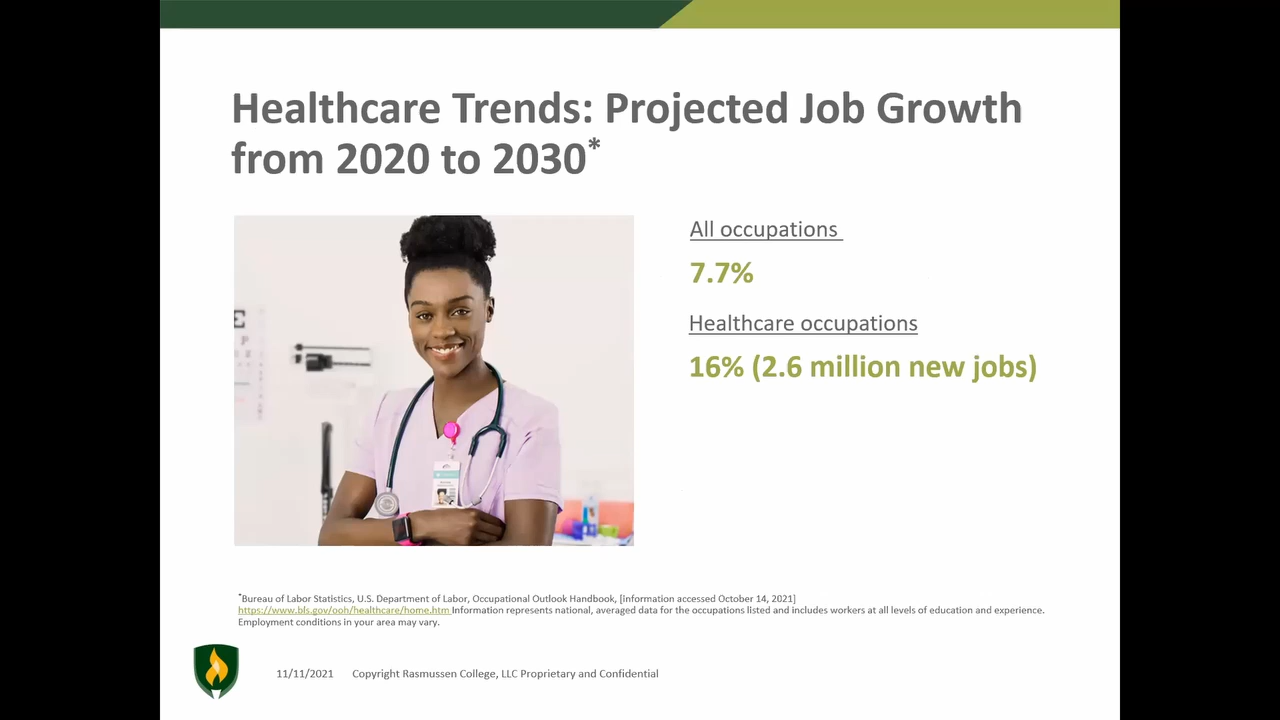 Healthcare Trends: Projected Job Growth
from 2020 to 2030*
All occupations
7.7%
Healthcare occupations
16% (2.6 million new jobs)
E
F P
*Bureau of Labor Statistics, U.S. Department of Labor, Occupational Outlook Handbook, [information accessed October 14, 2021]
https://www.bls.gov/ooh/healthcare/home.htm Information represents national, averaged data for the occupations listed and includes workers at all levels of education and experience.
Employment conditions in your area may vary.
11/11/2021 Copyright Rasmussen College, LLC Proprietary and Confidential